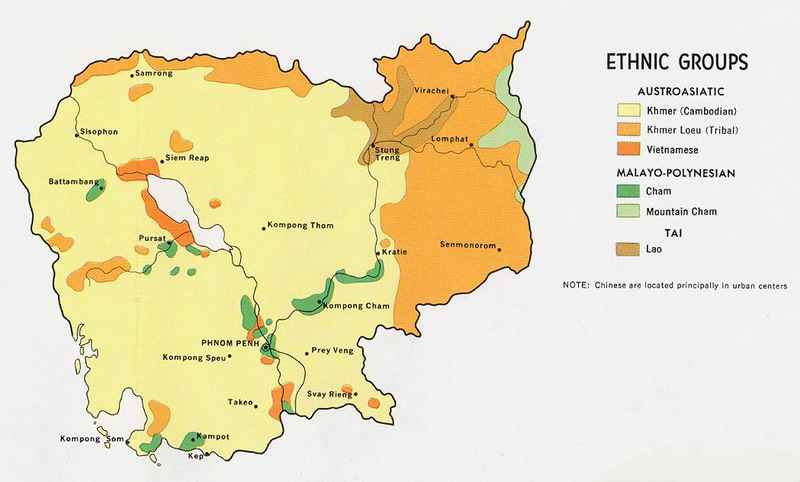 ETHNIC GROUPS
AUSTROASIATIC
Khmer (Cambodian)
Khmer Loeu (Tribal)
Vietnamese
MALAYO-POLYNESIAN
Cham
Mountain Cham
TAI
Lao
NOTE: Chinese are located principally in urban centers
Samrong
Virachei
Sisophon
Lomphat
Stung
Treng
Siem Reap
Battambang
Kompong Thom
Pursat
Senmonorom
Kratie
Kompong Cham
PHNOM PENH
Prey Veng
Kompong Speu
Svay Rieng
Takeo
Kompong Som
Kampot
Kep